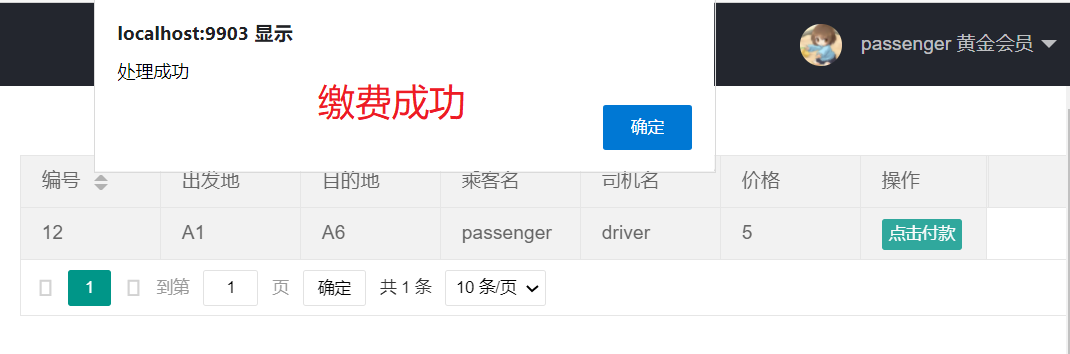 localhost:9903 显示
处理成功
缴费成功
确定
passenger 黄金会员
编号 出发地 目的地 乘客名 司机名 价格 操作
12 A1 A6 passenger driver 5 点击付款
1 到第 1 页 确定 共 1 条 10 条/页